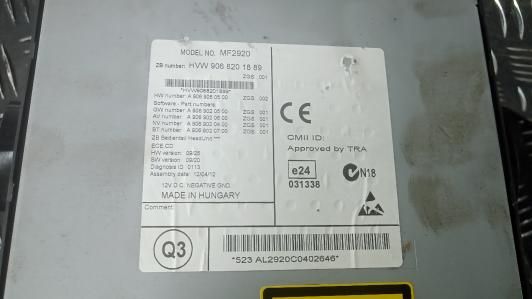 MODEL NO. MF2920
ZB number: HVW 906 820 18 89
ZGS 001
*HVW9068201889*
HW number: A 906 906 05 00 ZGS 002
Software - Part numbers:
GW number: A 906 902 05 00 ZGS 001
AU number: A 906 902 06 00 ZGS 001
NV number: A 906 902 04 00 ZGS 001
BT number: A 906 902 07 00 ZGS 001
ZB Bedienteil HeadUnit ***
ECE,CD
HW version: 09/26
SW version: 09/20
Diagnosis ID: 0113
Assembly date: 12/04/12
12V D.C. NEGATIVE GND.
MADE IN HUNGARY
Comment:
CE
CMII ID:
Approved by TRA
e24
031338
N18
Q3
*523 AL2920C0402646*